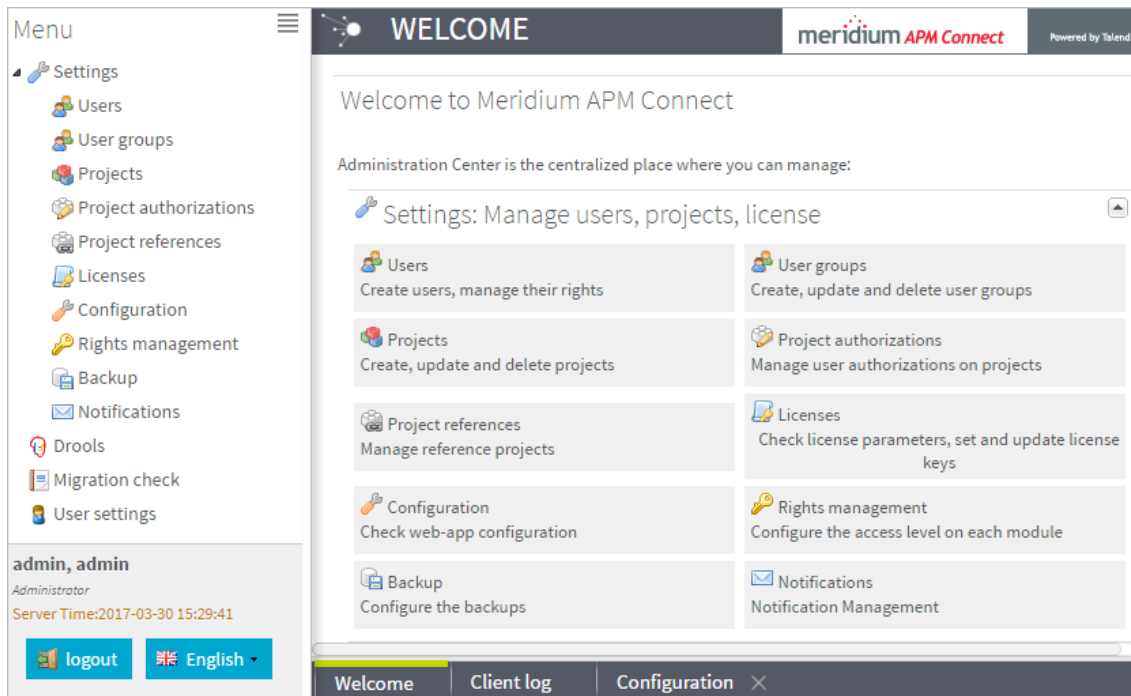 Menu
Settings
Users
User groups
Projects
Project authorizations
Project references
Licenses
Configuration
Rights management
Backup
Notifications
Drools
Migration check
User settings
admin, admin
Administrator
Server Time:2017-03-30 15:29:41
logout
English
WELCOME
meridium APM Connect
Powered by Talend
Welcome to Meridium APM Connect
Administration Center is the centralized place where you can manage:
Settings: Manage users, projects, license
Users
Create users, manage their rights
User groups
Create, update and delete user groups
Projects
Create, update and delete projects
Project authorizations
Manage user authorizations on projects
Project references
Manage reference projects
Licenses
Check license parameters, set and update license
keys
Configuration
Check web-app configuration
Rights management
Configure the access level on each module
Backup
Configure the backups
Notifications
Notification Management
Welcome
Client log
Configuration